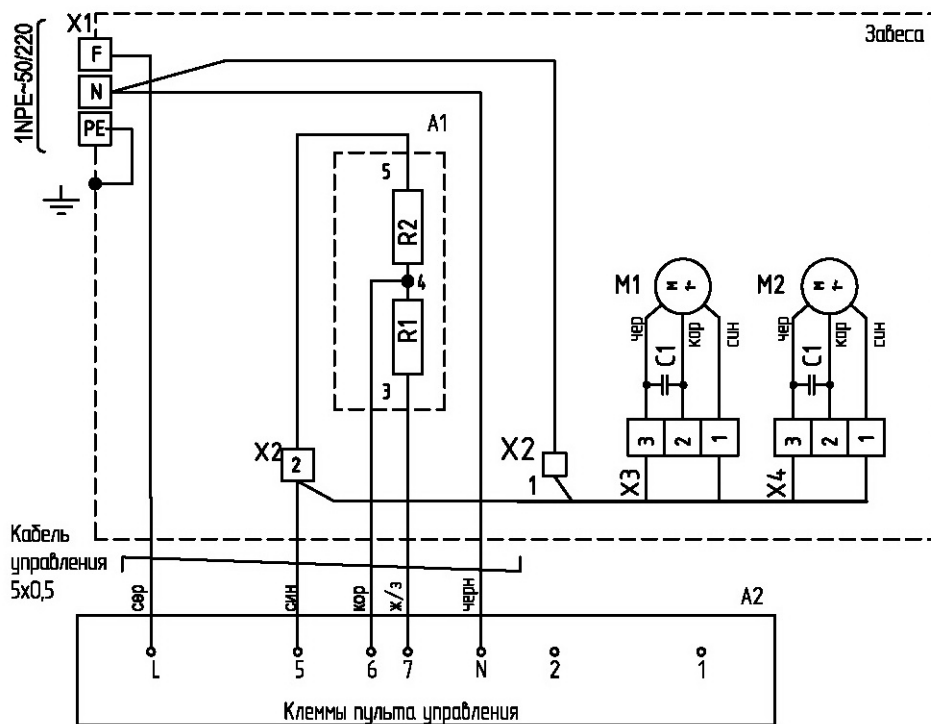 X1
Завеса
1NPE~50/220
F
N
PE
A1
5
R2
4
R1
3
M1
M2
чер
кор
син
чер
кор
син
C1
C1
X2
2
X2
1
3
2
1
3
2
1
X3
X4
Кабель
управления
5х0,5
сер
син
кор
ж/з
черн
A2
L
5
6
7
N
2
1
Клеммы пульта управления